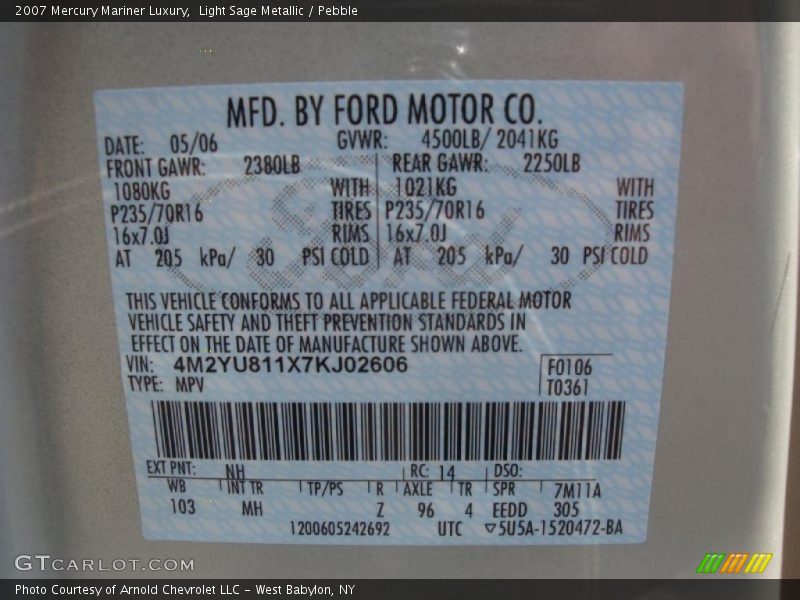 2007 Mercury Mariner Luxury, Light Sage Metallic / Pebble
MFD. BY FORD MOTOR CO.
DATE: 05/06 GVWR: 4500LB/ 2041KG
FRONT GAWR: 2380LB REAR GAWR: 2250LB
1080KG WITH 1021KG WITH
P235/70R16 TIRES P235/70R16 TIRES
16x7.0J RIMS 16x7.0J RIMS
AT 205 kPa/ 30 PSI COLD AT 205 kPa/ 30 PSI COLD
THIS VEHICLE CONFORMS TO ALL APPLICABLE FEDERAL MOTOR
VEHICLE SAFETY AND THEFT PREVENTION STANDARDS IN
EFFECT ON THE DATE OF MANUFACTURE SHOWN ABOVE.
VIN: 4M2YU811X7KJ02606 F0106
TYPE: MPV T0361
EXT PNT: NH RC: 14 DSO:
WB INT TR TP/PS R AXLE TR SPR 7M11A
103 MH Z 96 4 EEDD 305
1200605242692 UTC ▽5U5A-1520472-BA
GTCARLOT.COM
Photo Courtesy of Arnold Chevrolet LLC - West Babylon, NY